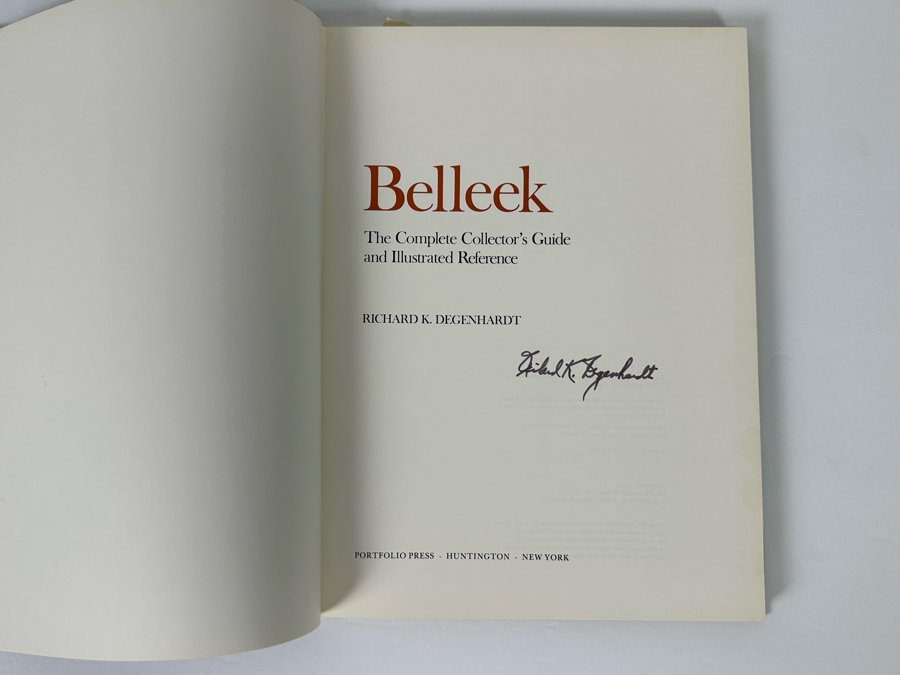 Belleek
The Complete Collector's Guide
and Illustrated Reference
RICHARD K. DEGENHARDT
Richard K. Degenhardt
PORTFOLIO PRESS · HUNTINGTON · NEW YORK